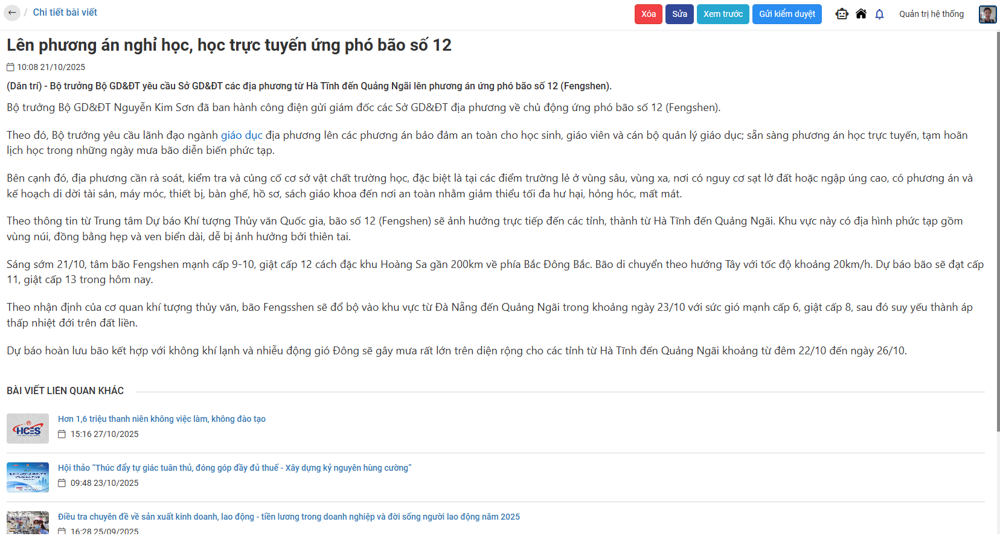 ← / Chi tiết bài viết
Xóa Sửa Xem trước Gửi kiểm duyệt Quản trị hệ thống
Lên phương án nghỉ học, học trực tuyến ứng phó bão số 12
10:08 21/10/2025
(Dân trí) - Bộ trưởng Bộ GD&ĐT yêu cầu Sở GD&ĐT các địa phương từ Hà Tĩnh đến Quảng Ngãi lên phương án ứng phó bão số 12 (Fengshen).
Bộ trưởng Bộ GD&ĐT Nguyễn Kim Sơn đã ban hành công điện gửi giám đốc các Sở GD&ĐT địa phương về chủ động ứng phó bão số 12 (Fengshen).
Theo đó, Bộ trưởng yêu cầu lãnh đạo ngành giáo dục địa phương lên các phương án bảo đảm an toàn cho học sinh, giáo viên và cán bộ quản lý giáo dục; sẵn sàng phương án học trực tuyến, tạm hoãn
lịch học trong những ngày mưa bão diễn biến phức tạp.
Bên cạnh đó, địa phương cần rà soát, kiểm tra và củng cố cơ sở vật chất trường học, đặc biệt là tại các điểm trường lẻ ở vùng sâu, vùng xa, nơi có nguy cơ sạt lở đất hoặc ngập úng cao, có phương án và
kế hoạch di dời tài sản, máy móc, thiết bị, bàn ghế, hồ sơ, sách giáo khoa đến nơi an toàn nhằm giảm thiểu tối đa hư hại, hỏng hóc, mất mát.
Theo thông tin từ Trung tâm Dự báo Khí tượng Thủy văn Quốc gia, bão số 12 (Fengshen) sẽ ảnh hưởng trực tiếp đến các tỉnh, thành từ Hà Tĩnh đến Quảng Ngãi. Khu vực này có địa hình phức tạp gồm
vùng núi, đồng bằng hẹp và ven biển dài, dễ bị ảnh hưởng bởi thiên tai.
Sáng sớm 21/10, tâm bão Fengshen mạnh cấp 9-10, giật cấp 12 cách đặc khu Hoàng Sa gần 200km về phía Bắc Đông Bắc. Bão di chuyển theo hướng Tây với tốc độ khoảng 20km/h. Dự báo bão sẽ đạt cấp
11, giật cấp 13 trong hôm nay.
Theo nhận định của cơ quan khí tượng thủy văn, bão Fengsshen sẽ đổ bộ vào khu vực từ Đà Nẵng đến Quảng Ngãi trong khoảng ngày 23/10 với sức gió mạnh cấp 6, giật cấp 8, sau đó suy yếu thành áp
thấp nhiệt đới trên đất liền.
Dự báo hoàn lưu bão kết hợp với không khí lạnh và nhiễu động gió Đông sẽ gây mưa rất lớn trên diện rộng cho các tỉnh từ Hà Tĩnh đến Quảng Ngãi khoảng từ đêm 22/10 đến ngày 26/10.
BÀI VIẾT LIÊN QUAN KHÁC
HCES
Hơn 1,6 triệu thanh niên không việc làm, không đào tạo
15:16 27/10/2025
Hội thảo “Thúc đẩy tự giác tuân thủ, đóng góp đầy đủ thuế - Xây dựng kỷ nguyên hùng cường”
09:48 23/10/2025
Điều tra chuyên đề về sản xuất kinh doanh, lao động - tiền lương trong doanh nghiệp và đời sống người lao động năm 2025
16:28 25/09/2025